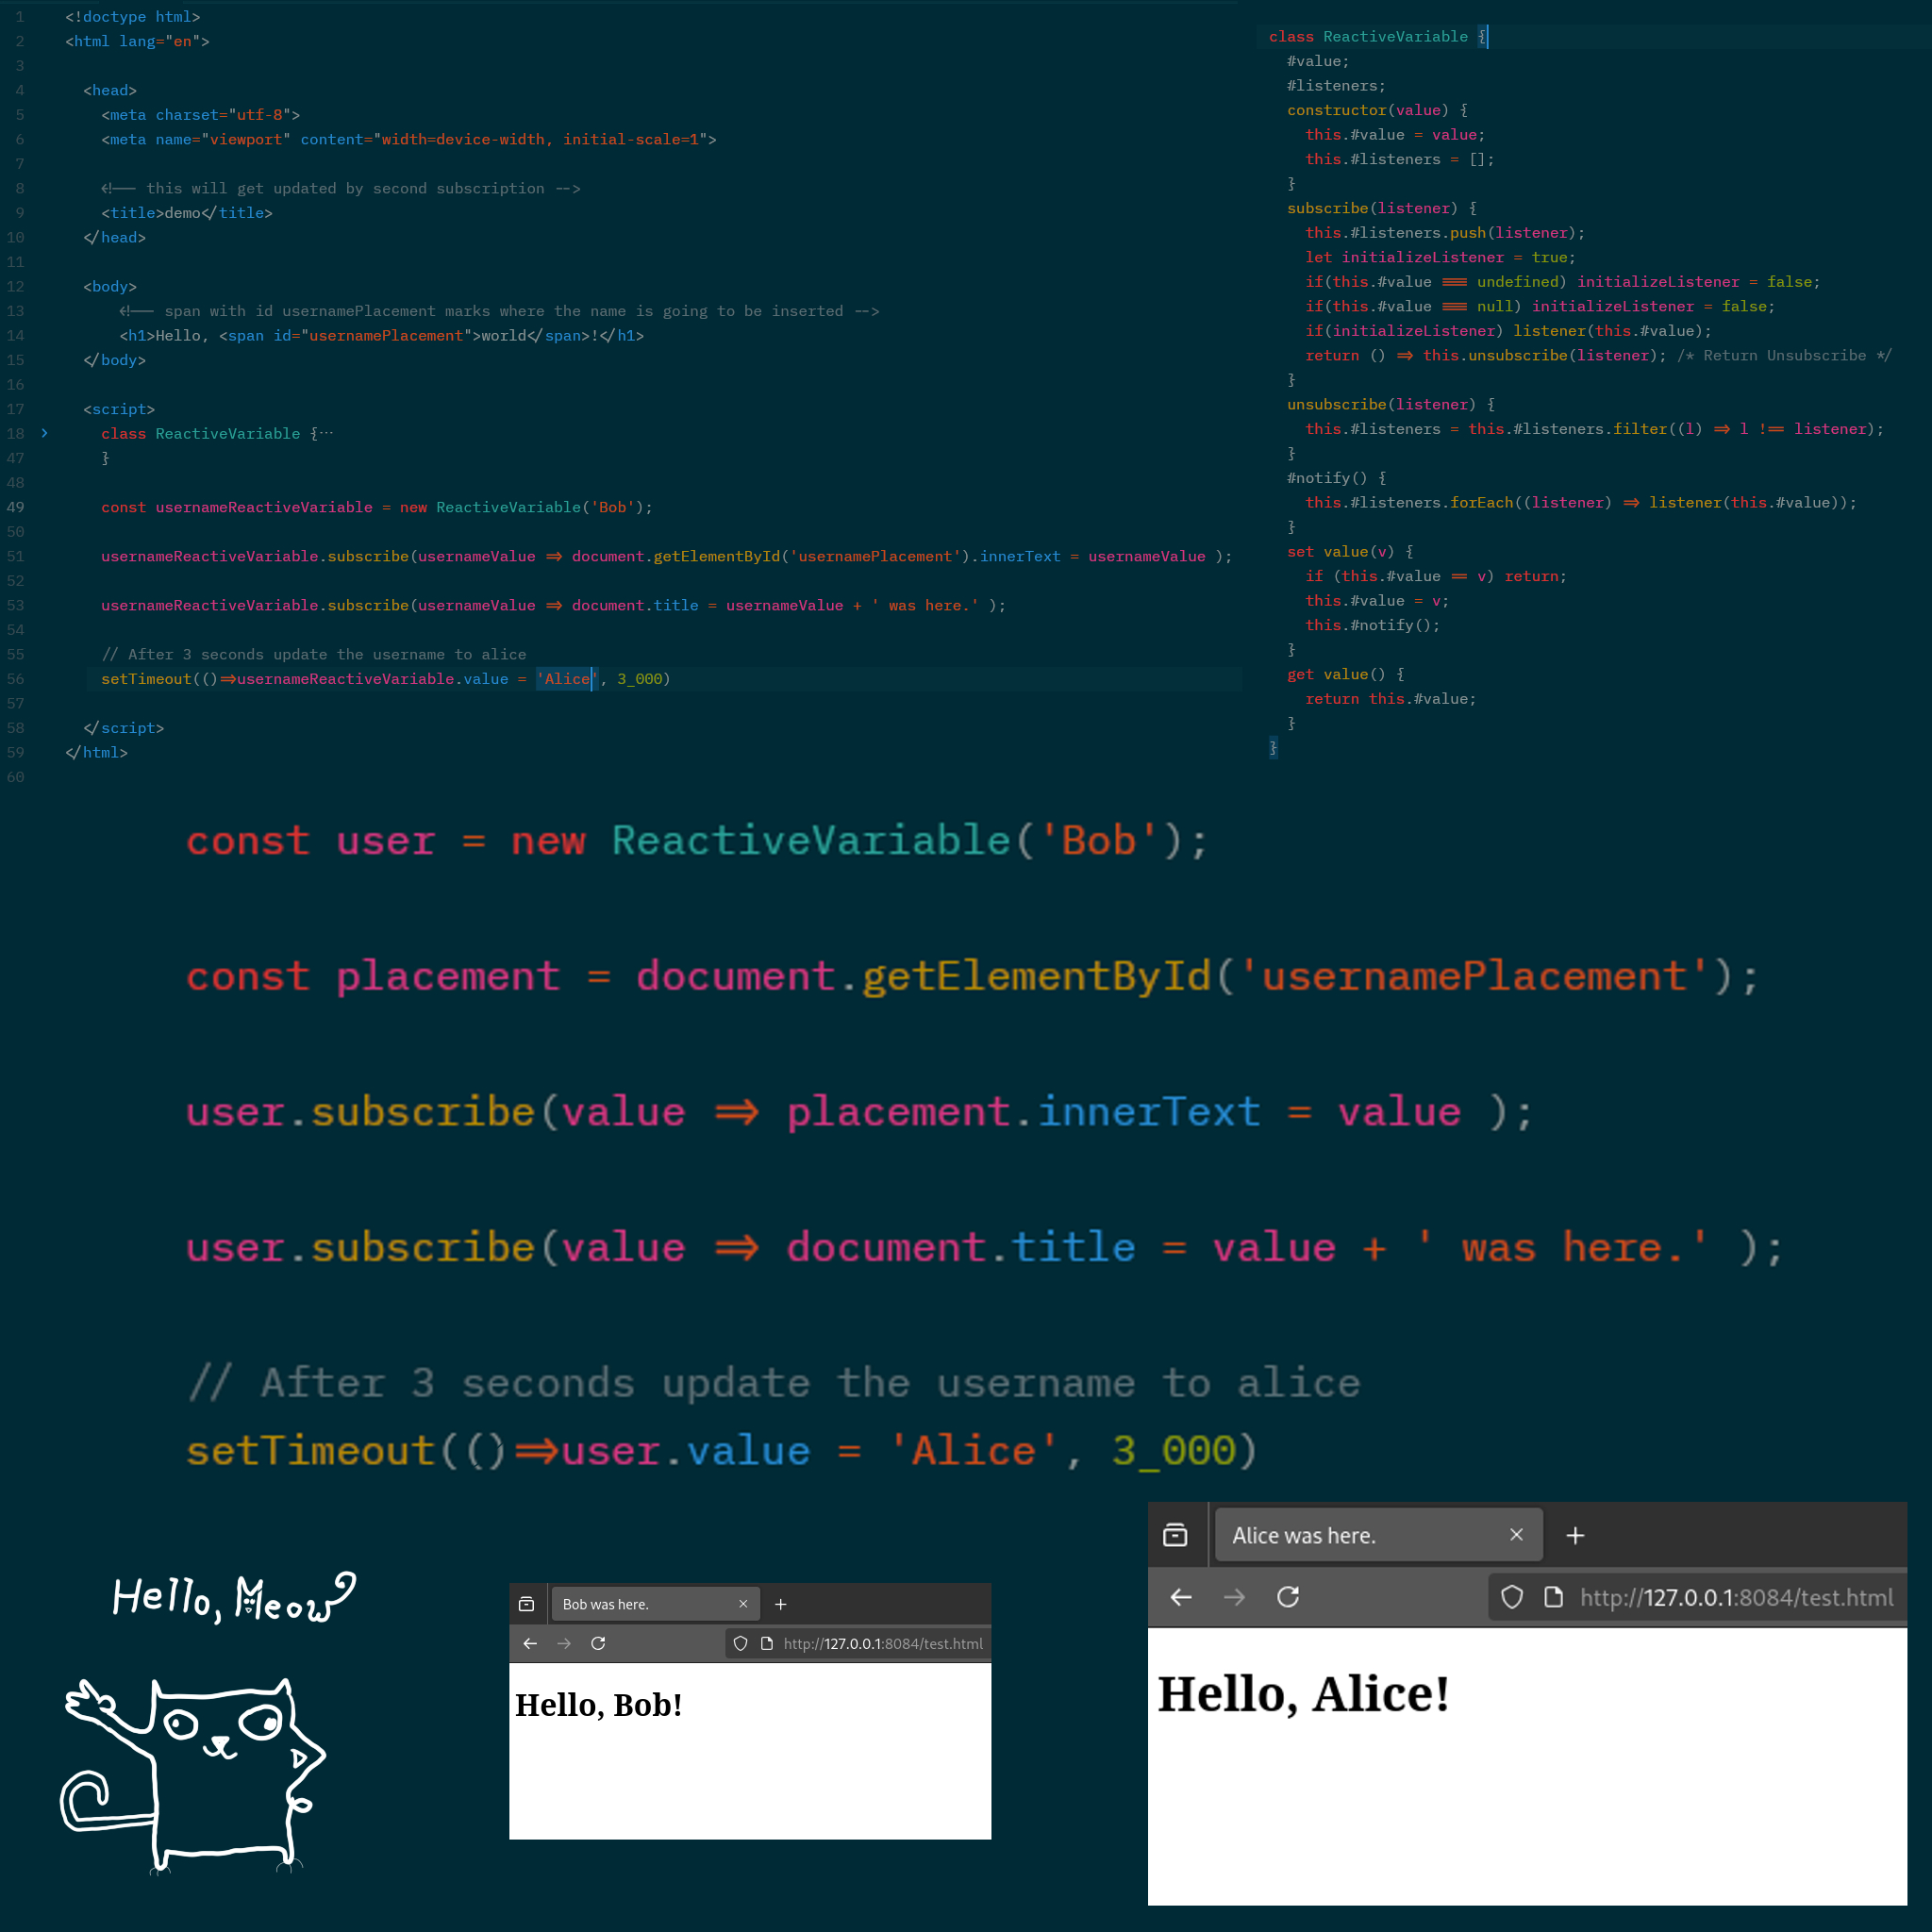 1 <!doctype html>
2 <html lang="en">
3
4 <head>
5 <meta charset="utf-8">
6 <meta name="viewport" content="width=device-width, initial-scale=1">
7
8 <!-- this will get updated by second subscription -->
9 <title>demo</title>
10 </head>
11
12 <body>
13 <!-- span with id usernamePlacement marks where the name is going to be inserted -->
14 <h1>Hello, <span id="usernamePlacement">world</span>!</h1>
15 </body>
16
17 <script>
18 > class ReactiveVariable {···
47 }
48
49 const usernameReactiveVariable = new ReactiveVariable('Bob');
50
51 usernameReactiveVariable.subscribe(usernameValue => document.getElementById('usernamePlacement').innerText = usernameValue );
52
53 usernameReactiveVariable.subscribe(usernameValue => document.title = usernameValue + ' was here.' );
54
55 // After 3 seconds update the username to alice
56 setTimeout(()=>usernameReactiveVariable.value = 'Alice', 3_000)
57
58 </script>
59 </html>
60
class ReactiveVariable {
#value;
#listeners;
constructor(value) {
this.#value = value;
this.#listeners = [];
}
subscribe(listener) {
this.#listeners.push(listener);
let initializeListener = true;
if(this.#value === undefined) initializeListener = false;
if(this.#value === null) initializeListener = false;
if(initializeListener) listener(this.#value);
return () => this.unsubscribe(listener); /* Return Unsubscribe */
}
unsubscribe(listener) {
this.#listeners = this.#listeners.filter((l) => l !== listener);
}
#notify() {
this.#listeners.forEach((listener) => listener(this.#value));
}
set value(v) {
if (this.#value == v) return;
this.#value = v;
this.#notify();
}
get value() {
return this.#value;
}
}
const user = new ReactiveVariable('Bob');
const placement = document.getElementById('usernamePlacement');
user.subscribe(value => placement.innerText = value );
user.subscribe(value => document.title = value + ' was here.' );
// After 3 seconds update the username to alice
setTimeout(()=>user.value = 'Alice', 3_000)
Hello, Meow
Bob was here.
http://127.0.0.1:8084/test.html
Hello, Bob!
Alice was here.
http://127.0.0.1:8084/test.html
Hello, Alice!